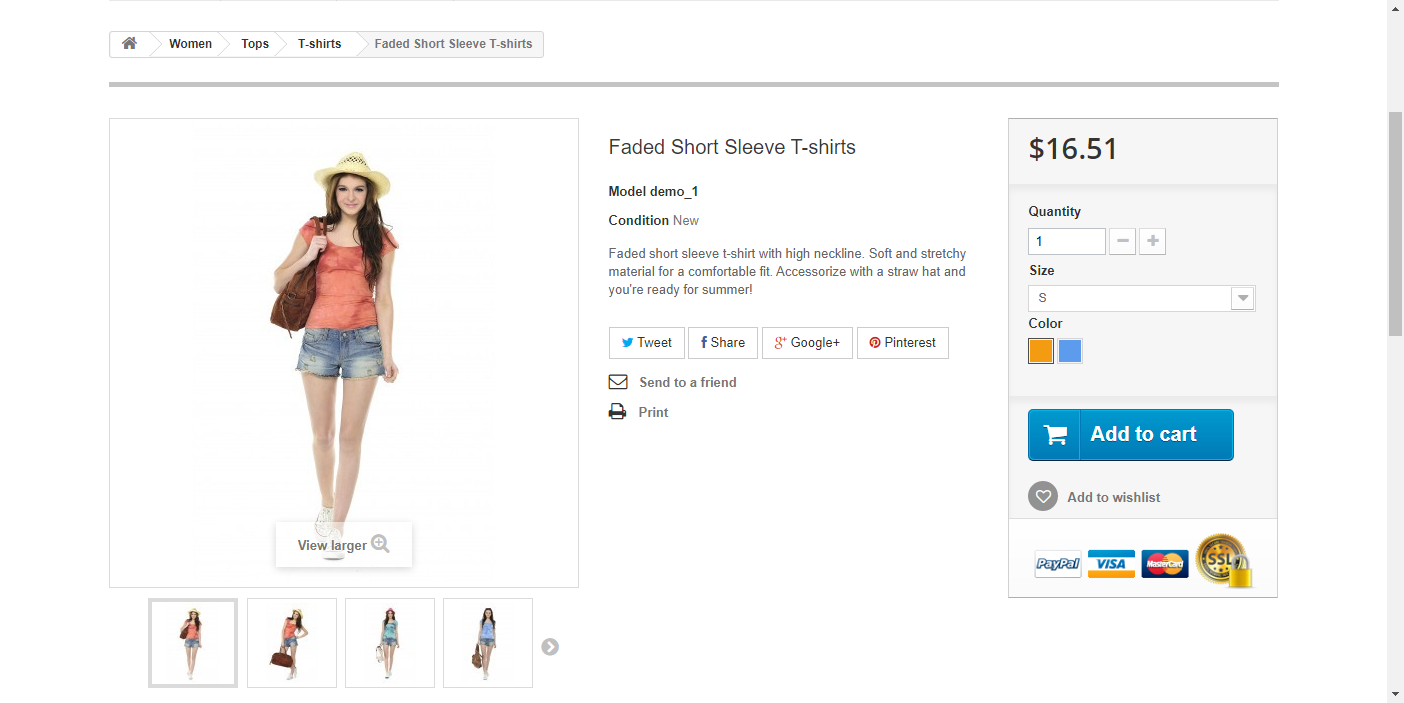 Women Tops T-shirts Faded Short Sleeve T-shirts
Faded Short Sleeve T-shirts
Model demo_1
Condition New
Faded short sleeve t-shirt with high neckline. Soft and stretchy
material for a comfortable fit. Accessorize with a straw hat and
you're ready for summer!
Tweet Share Google+ Pinterest
Send to a friend
Print
View larger
$16.51
Quantity
1
Size
S
Color
Add to cart
Add to wishlist
PayPal VISA MasterCard SSL